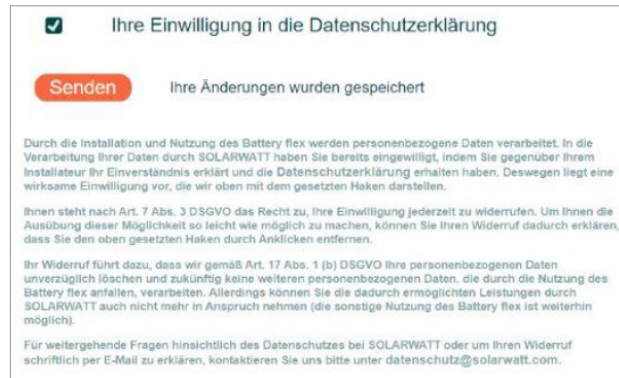 Ihre Einwilligung in die Datenschutzerklärung
Senden
Ihre Änderungen wurden gespeichert
Durch die Installation und Nutzung des Battery flex werden personenbezogene Daten verarbeitet. In die
Verarbeitung Ihrer Daten durch SOLARWATT haben Sie bereits eingewilligt, indem Sie gegenüber Ihrem
Installateur Ihr Einverständnis erklärt und die Datenschutzerklärung erhalten haben. Deswegen liegt eine
wirksame Einwilligung vor, die wir oben mit dem gesetzten Haken darstellen.
Ihnen steht nach Art. 7 Abs. 3 DSGVO das Recht zu, Ihre Einwilligung jederzeit zu widerrufen. Um Ihnen die
Ausübung dieser Möglichkeit so leicht wie möglich zu machen, können Sie Ihren Widerruf dadurch erklären,
dass Sie den oben gesetzten Haken durch Anklicken entfernen.
Ihr Widerruf führt dazu, dass wir gemäß Art. 17 Abs. 1 (b) DSGVO Ihre personenbezogenen Daten
unverzüglich löschen und zukünftig keine weiteren personenbezogenen Daten, die durch die Nutzung des
Battery flex anfallen, verarbeiten. Allerdings können Sie die dadurch ermöglichten Leistungen durch
SOLARWATT auch nicht mehr in Anspruch nehmen (die sonstige Nutzung des Battery flex ist weiterhin
möglich).
Für weitergehende Fragen hinsichtlich des Datenschutzes bei SOLARWATT oder um Ihren Widerruf
schriftlich per E-Mail zu erklären, kontaktieren Sie uns bitte unter datenschutz@solarwatt.com.